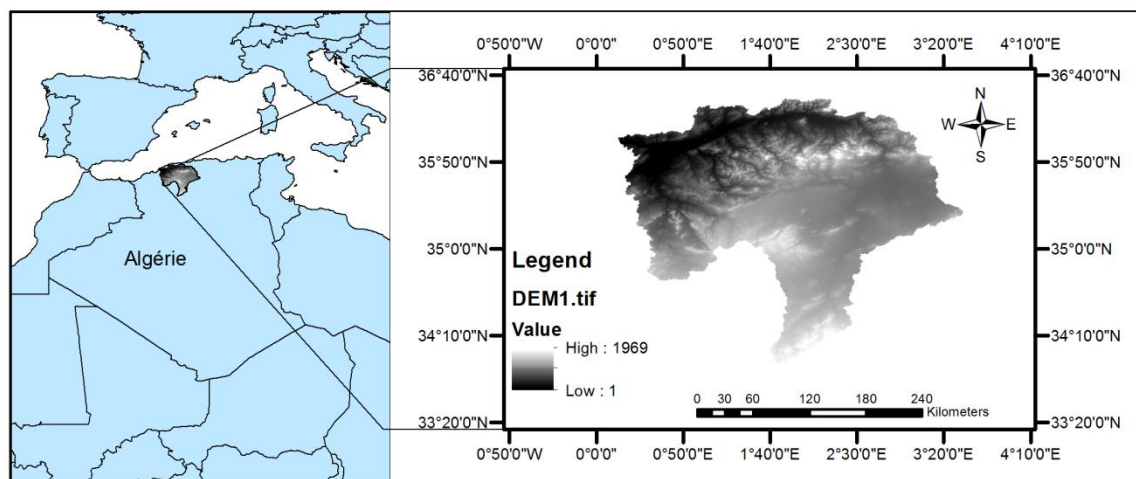 0°50'0"W 0°0'0" 0°50'0"E 1°40'0"E 2°30'0"E 3°20'0"E 4°10'0"E
36°40'0"N 36°40'0"N
N
W E
S
35°50'0"N 35°50'0"N
35°0'0"N 35°0'0"N
Algérie
Legend
DEM1.tif
Value
High : 1969
Low : 1
34°10'0"N 34°10'0"N
0 30 60 120 180 240
Kilometers
33°20'0"N 33°20'0"N
0°50'0"W 0°0'0" 0°50'0"E 1°40'0"E 2°30'0"E 3°20'0"E 4°10'0"E